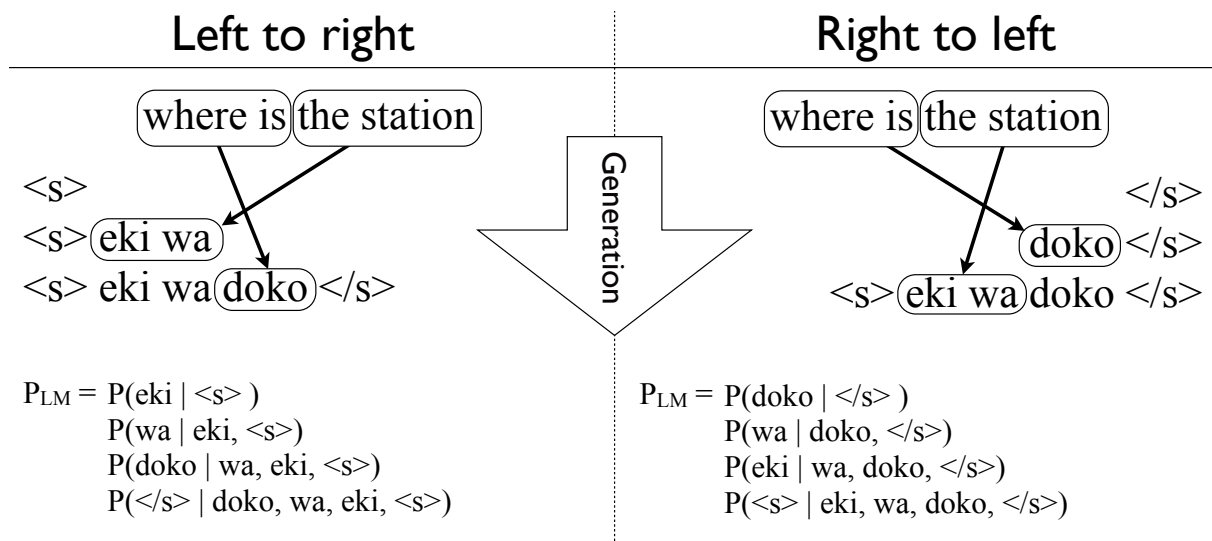 Left to right
where is the station
<s>
<s> eki wa
<s> eki wa doko </s>
P_LM = P(eki | <s> )
P(wa | eki, <s>)
P(doko | wa, eki, <s>)
P(</s> | doko, wa, eki, <s>)
Generation
Right to left
where is the station
</s>
doko </s>
<s> eki wa doko </s>
P_LM = P(doko | </s> )
P(wa | doko, </s>)
P(eki | wa, doko, </s>)
P(<s> | eki, wa, doko, </s>)